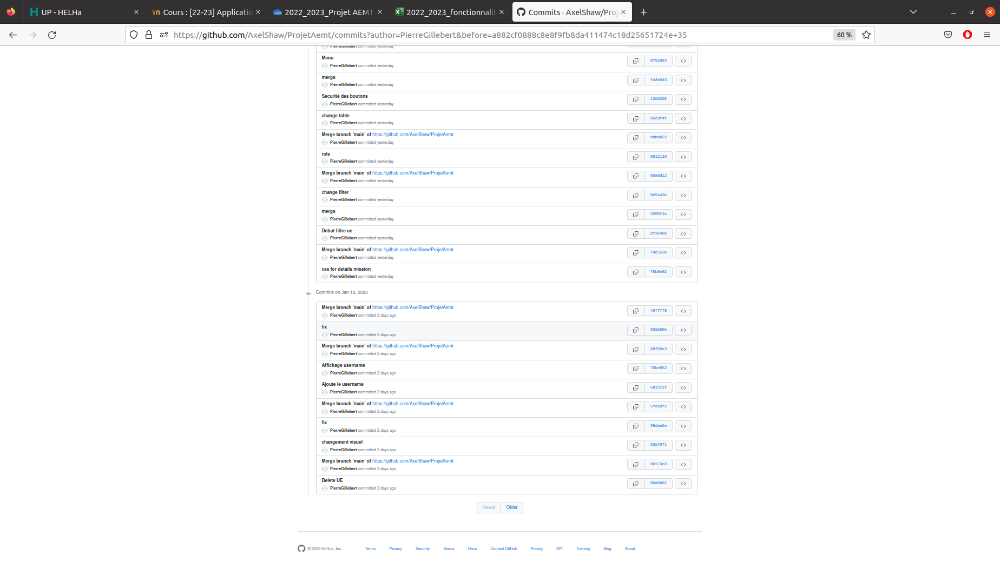 UP - HELHa
Cours : [22-23] Applicatio
2022_2023_Projet AEMT
2022_2023_fonctionnalit
Commits · AxelShaw/Proj
https://github.com/AxelShaw/ProjetAemt/commits?author=PierreGillebert&before=a882cf0888c8e8f9fb8da411474c18d25651724e+35
60 %
PierreGillebert committed yesterday
Menu
PierreGillebert committed yesterday
0f55d93
merge
PierreGillebert committed yesterday
fa3e643
Securité des boutons
PierreGillebert committed yesterday
12d6265
change table
PierreGillebert committed yesterday
95c9f4f
Merge branch 'main' of https://github.com/AxelShaw/ProjetAemt
PierreGillebert committed yesterday
bdbd922
role
PierreGillebert committed yesterday
8912129
Merge branch 'main' of https://github.com/AxelShaw/ProjetAemt
PierreGillebert committed yesterday
80a9d12
change filter
PierreGillebert committed yesterday
9e5a43b
merge
PierreGillebert committed yesterday
3205f1e
Debut filtre ue
PierreGillebert committed yesterday
8f2e40e
Merge branch 'main' of https://github.com/AxelShaw/ProjetAemt
PierreGillebert committed yesterday
7ae553a
css for details mission
PierreGillebert committed yesterday
f5b8e02
Commits on Jan 18, 2023
Merge branch 'main' of https://github.com/AxelShaw/ProjetAemt
PierreGillebert committed 2 days ago
40ff7f8
fix
PierreGillebert committed 2 days ago
69a560e
Merge branch 'main' of https://github.com/AxelShaw/ProjetAemt
PierreGillebert committed 2 days ago
88f83e3
Affichage username
PierreGillebert committed 2 days ago
70be852
Ajoute le username
PierreGillebert committed 2 days ago
5b1cc1f
Merge branch 'main' of https://github.com/AxelShaw/ProjetAemt
PierreGillebert committed 2 days ago
5fea8f5
fix
PierreGillebert committed 2 days ago
95dea9a
changement visuel
PierreGillebert committed 2 days ago
92ef671
Merge branch 'main' of https://github.com/AxelShaw/ProjetAemt
PierreGillebert committed 2 days ago
86173c0
Delete UE
PierreGillebert committed 2 days ago
80a0982
Newer
Older
© 2023 GitHub, Inc.
Terms
Privacy
Security
Status
Docs
Contact GitHub
Pricing
API
Training
Blog
About